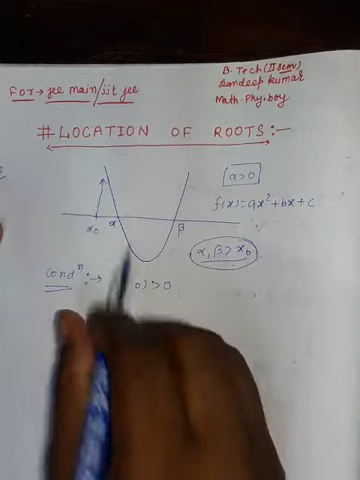 For → jee main/iit jee
B. Tech (II sem)
Sandeep kumar
Math.Phy.boy
# LOCATION OF ROOTS:-
a>0
f(x)=ax²+bx+c
x₀ α β
α, β > x₀
Condⁿ:→ o) > 0